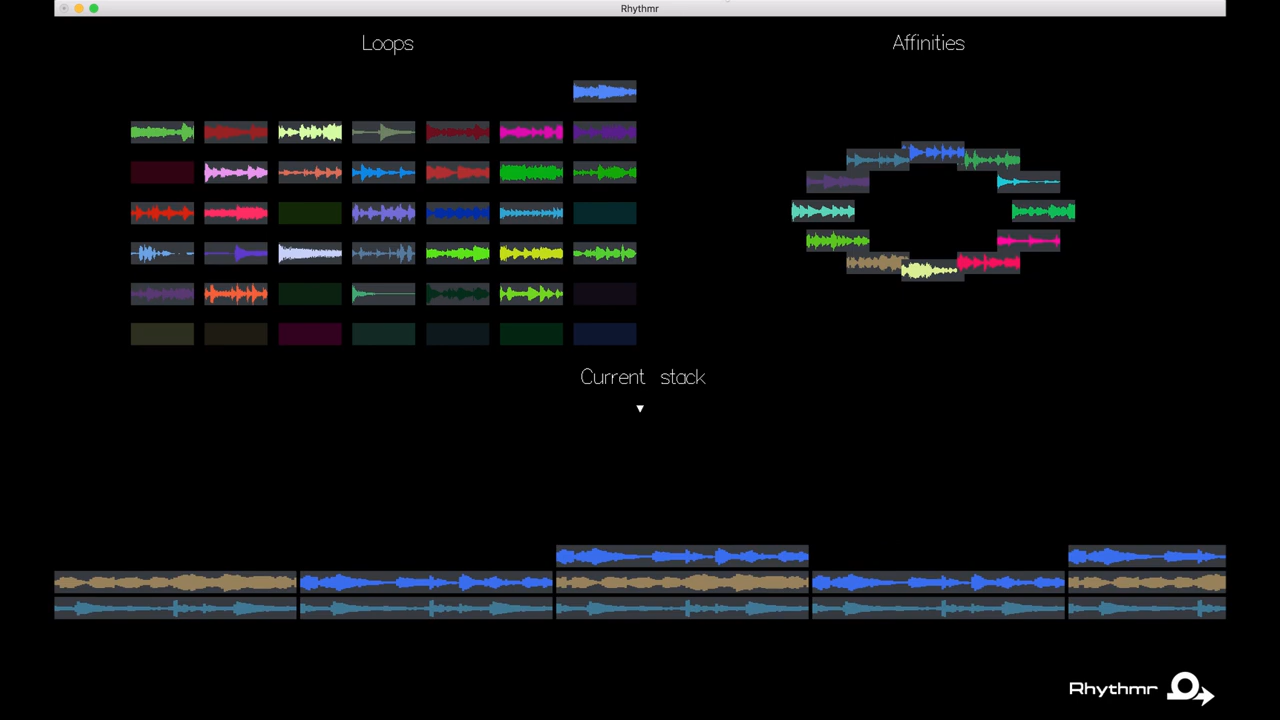 Rhythmr
Loops
Affinities
Current stack
Rhythmr